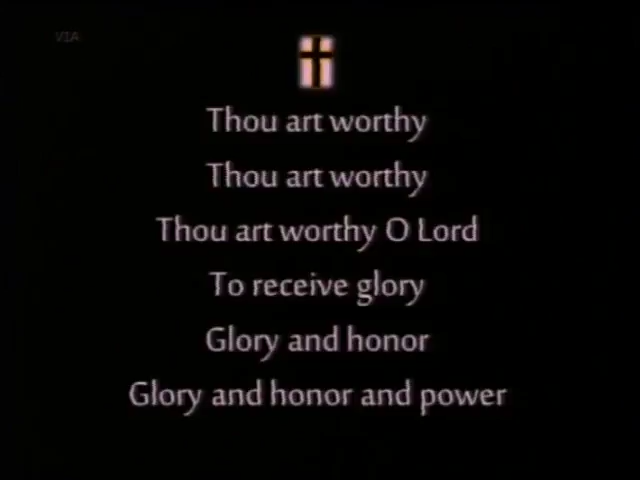 VIA
Thou art worthy
Thou art worthy
Thou art worthy O Lord
To receive glory
Glory and honor
Glory and honor and power